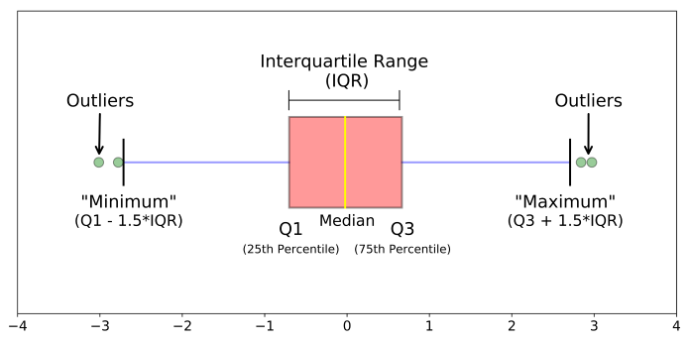 Interquartile Range
(IQR)
Outliers
Outliers
"Minimum"
(Q1 - 1.5*IQR)
"Maximum"
(Q3 + 1.5*IQR)
Median
Q1
Q3
(25th Percentile)
(75th Percentile)
−4 −3 −2 −1 0 1 2 3 4